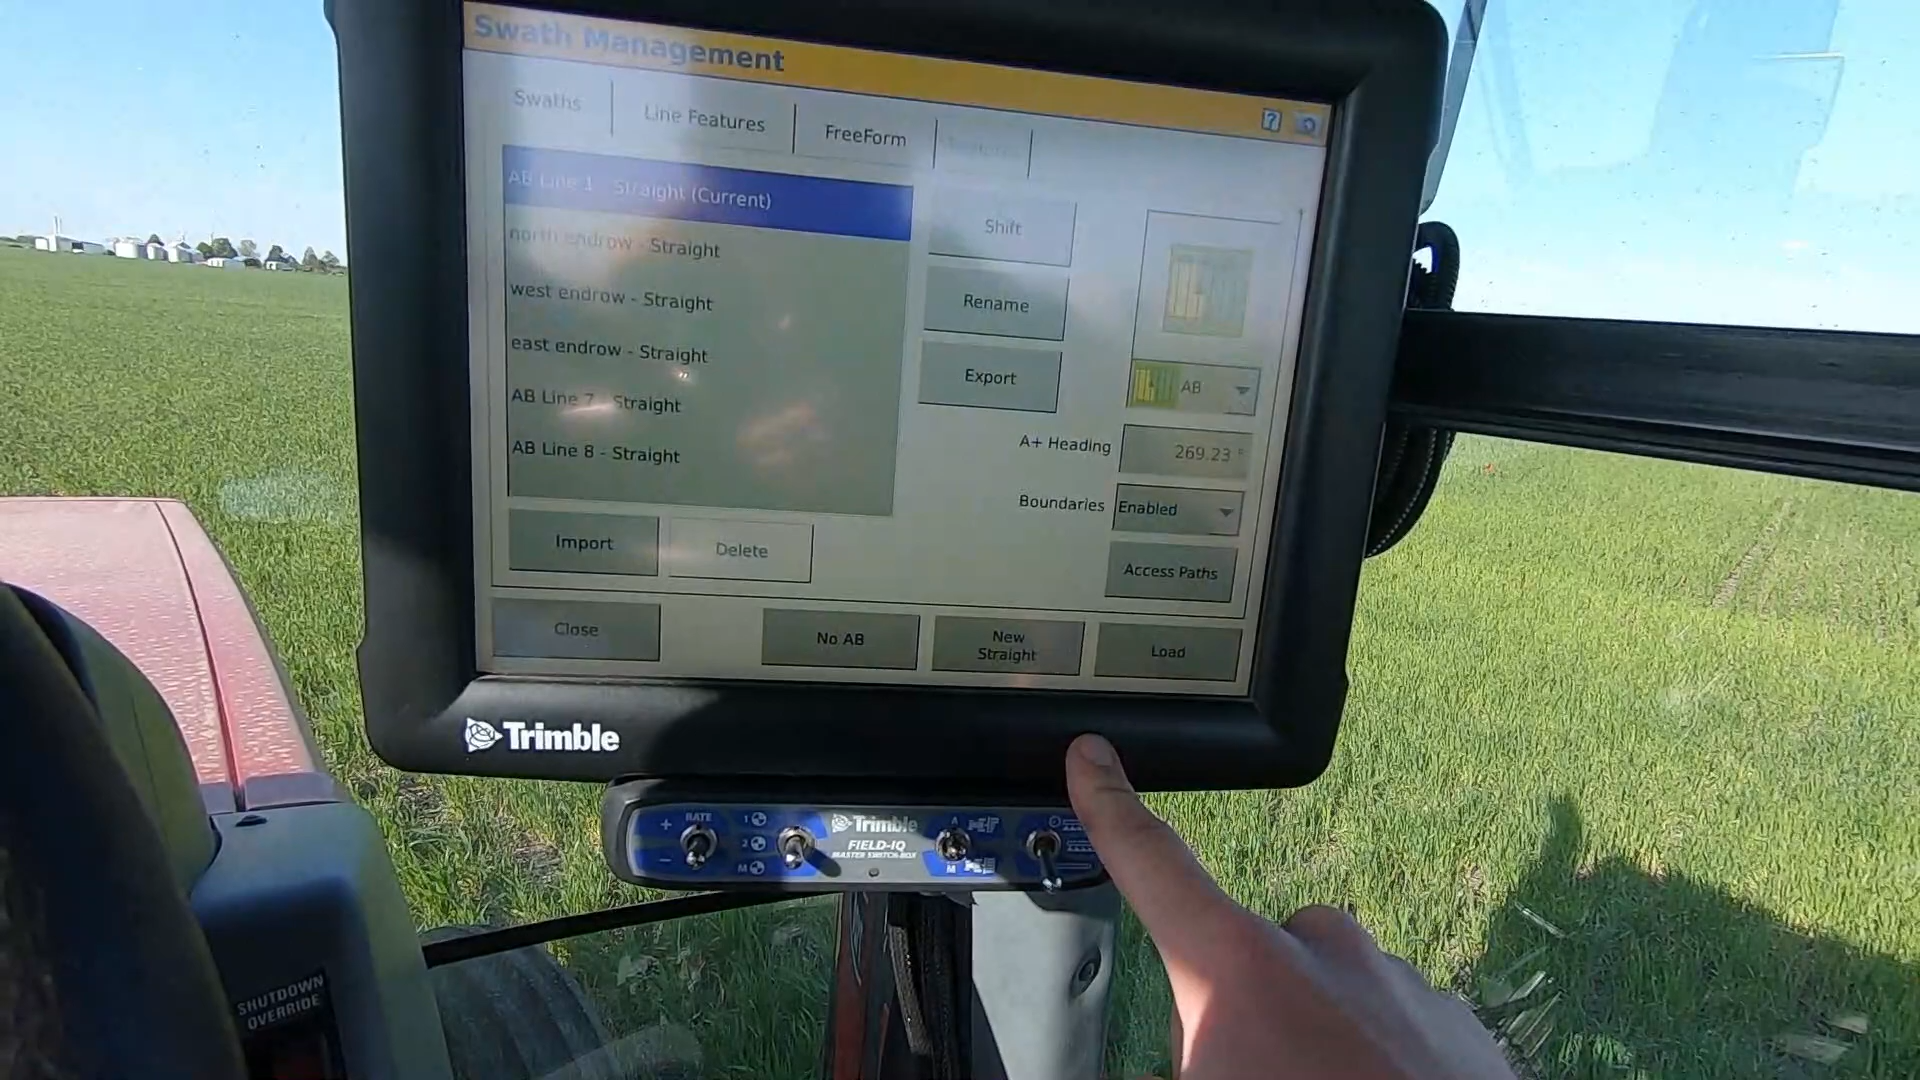 Swath Management
Swaths
Line Features
FreeForm
AB Line 1 - Straight (Current)
north endrow - Straight
west endrow - Straight
east endrow - Straight
AB Line 7 - Straight
AB Line 8 - Straight
Shift
Rename
Export
AB
A+ Heading
269.23 °
Boundaries
Enabled
Import
Delete
Access Paths
Close
No AB
New
Straight
Load
Trimble
+ RATE
-
1
2
M
Trimble
FIELD-IQ
MASTER SWITCH BOX
A
M
SHUTDOWN
OVERRIDE
?